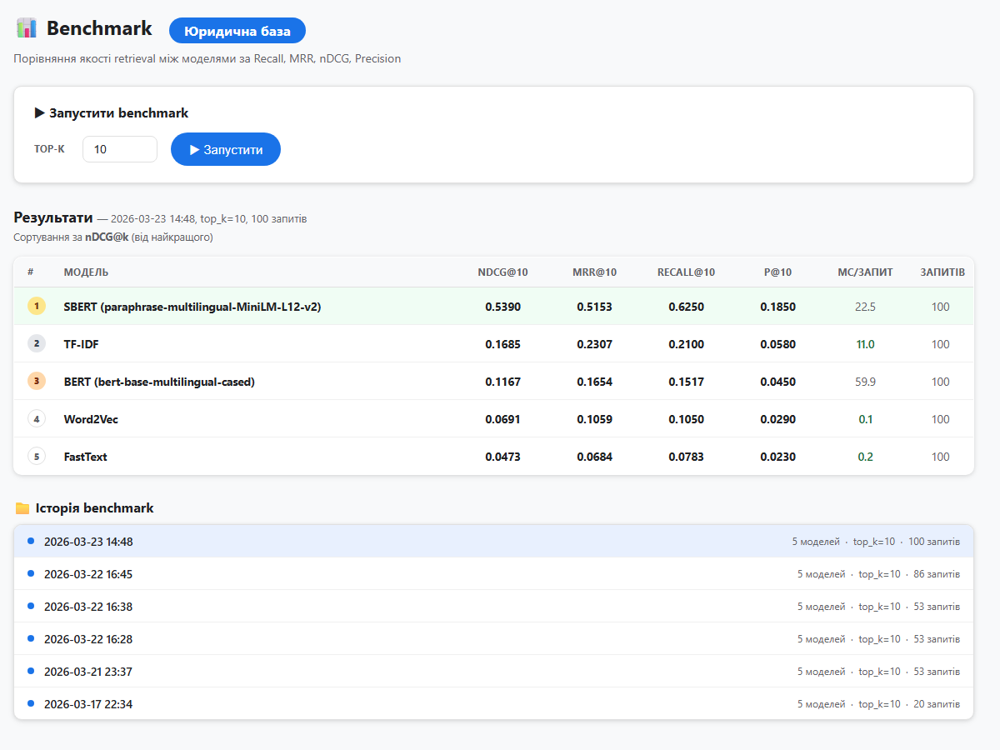 Benchmark Юридична база
Порівняння якості retrieval між моделями за Recall, MRR, nDCG, Precision
▶ Запустити benchmark
TOP-K 10 ▶ Запустити
Результати — 2026-03-23 14:48, top_k=10, 100 запитів
Сортування за nDCG@k (від найкращого)
# МОДЕЛЬ NDCG@10 MRR@10 RECALL@10 P@10 МС/ЗАПИТ ЗАПИТІВ
1 SBERT (paraphrase-multilingual-MiniLM-L12-v2) 0.5390 0.5153 0.6250 0.1850 22.5 100
2 TF-IDF 0.1685 0.2307 0.2100 0.0580 11.0 100
3 BERT (bert-base-multilingual-cased) 0.1167 0.1654 0.1517 0.0450 59.9 100
4 Word2Vec 0.0691 0.1059 0.1050 0.0290 0.1 100
5 FastText 0.0473 0.0684 0.0783 0.0230 0.2 100
Історія benchmark
2026-03-23 14:48 5 моделей · top_k=10 · 100 запитів
2026-03-22 16:45 5 моделей · top_k=10 · 86 запитів
2026-03-22 16:38 5 моделей · top_k=10 · 53 запитів
2026-03-22 16:28 5 моделей · top_k=10 · 53 запитів
2026-03-21 23:37 5 моделей · top_k=10 · 53 запитів
2026-03-17 22:34 5 моделей · top_k=10 · 20 запитів